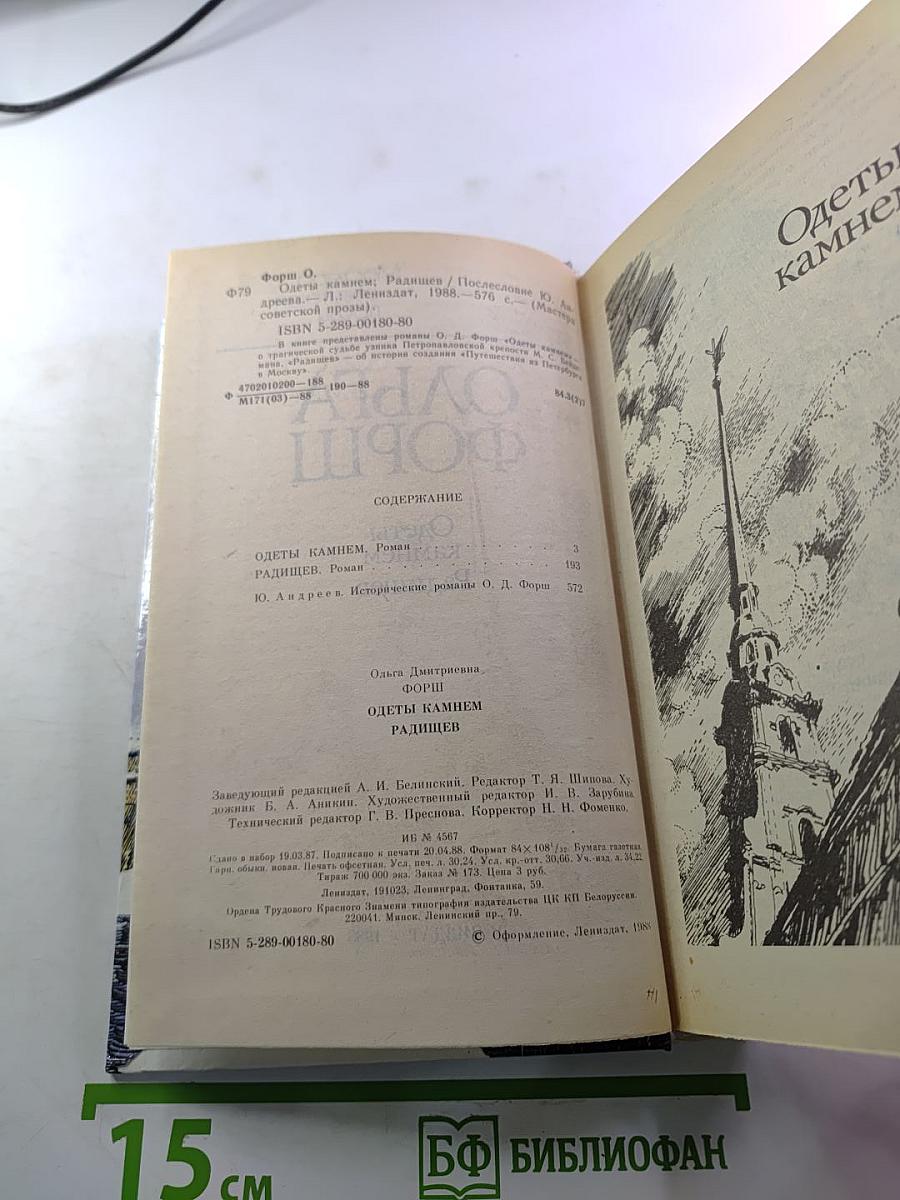 Форш О.
Ф79 Одеты камнем; Радищев / Послесловие Ю. Ан-
дреева.— Л.: Лениздат, 1988.—576 с.— (Мастера
советской прозы).
ISBN 5-289-00180-80
В книге представлены романы О. Д. Форш «Одеты камнем» —
о трагической судьбе узника Петропавловской крепости М. С. Бейде-
мана, «Радищев» — об истории создания «Путешествия из Петербурга
в Москву».
Ф 4702010200—188 190—88
М171(03)—88
84.3(2)7
ОЛЬГА
ФОРШ
Одеты
камнем
Радищев
СОДЕРЖАНИЕ
ОДЕТЫ КАМНЕМ. Роман . . . . . . . . . . 3
РАДИЩЕВ. Роман . . . . . . . . . . . . 193
Ю. Андреев. Исторические романы О. Д. Форш 572
Ольга Дмитриевна
ФОРШ
ОДЕТЫ КАМНЕМ
РАДИЩЕВ
Заведующий редакцией А. И. Белинский. Редактор Т. Я. Шипова. Ху-
дожник Б. А. Аникин. Художественный редактор И. В. Зарубина
Технический редактор Г. В. Преснова. Корректор Н. Н. Фоменко.
ИБ № 4567
Сдано в набор 19.03.87. Подписано к печати 20.04.88. Формат 84×108¹/₃₂. Бумага газетная.
Гарн. обыкн. новая. Печать офсетная. Усл. печ. л. 30,24. Усл. кр.-отт. 30,66. Уч.-изд. л. 34,22
Тираж 700 000 экз. Заказ № 173. Цена 3 руб.
Лениздат, 191023, Ленинград, Фонтанка, 59.
Ордена Трудового Красного Знамени типография издательства ЦК КП Белоруссии.
220041. Минск, Ленинский пр., 79.
ISBN 5-289-00180-80
© Оформление, Лениздат, 1988
Одеты
камнем
15 см
БФ БИБЛИОФАН